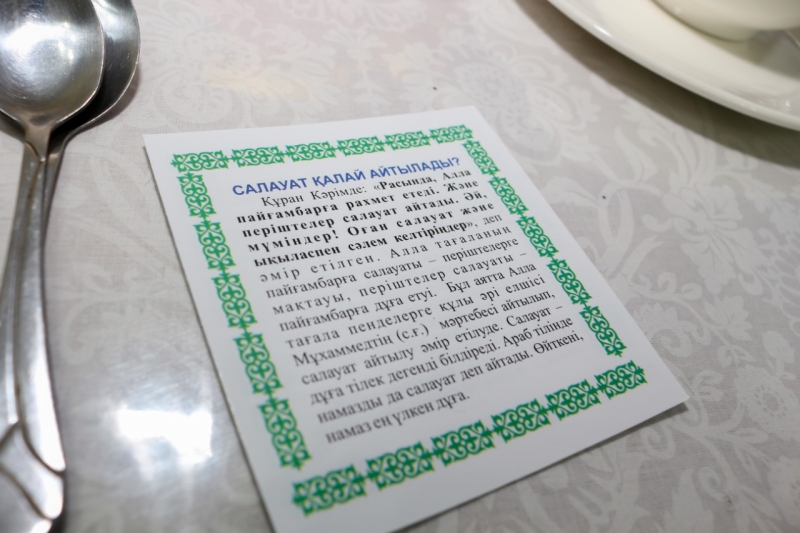 САЛАУАТ ҚАЛАЙ АЙТЫЛАДЫ?
Құран Кәрімде: «Расында, Алла
пайғамбарға рахмет етеді. Және
періштелер салауат айтады. Әй,
мүміндер! Оған салауат және
ықыласпен сәлем келтіріңдер», деп
әмір етілген. Алла тағаланың
пайғамбарға салауаты – періштелерге
мақтауы, періштелер салауаты –
пайғамбарға дұға етуі. Бұл аятта Алла
тағала пенделерге құлы әрі елшісі
Мұхаммедтің (с.ғ.) мәртебесі айтылып,
салауат айтылу әмір етілуде. Салауат –
дұға тілек дегенді білдіреді. Араб тілінде
намазды да салауат деп айтады. Өйткені,
намаз ең үлкен дұға.